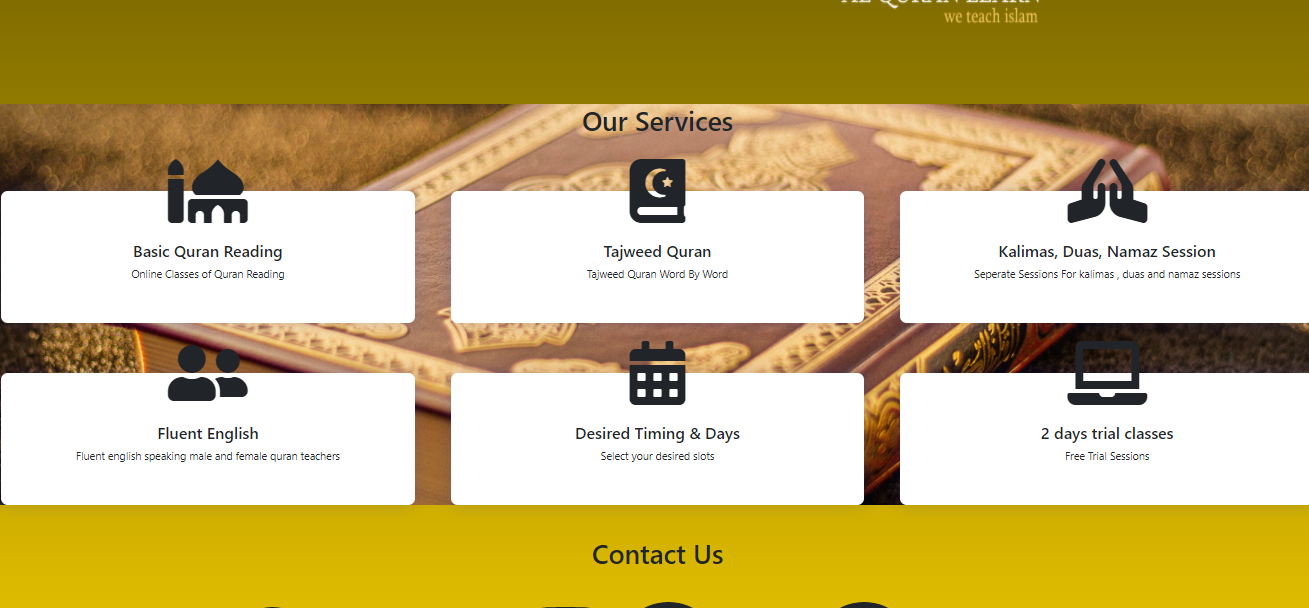 we teach islam
Our Services
Basic Quran Reading
Online Classes of Quran Reading
Tajweed Quran
Tajweed Quran Word By Word
Kalimas, Duas, Namaz Session
Seperate Sessions For kalimas , duas and namaz sessions
Fluent English
Fluent english speaking male and female quran teachers
Desired Timing & Days
Select your desired slots
2 days trial classes
Free Trial Sessions
Contact Us